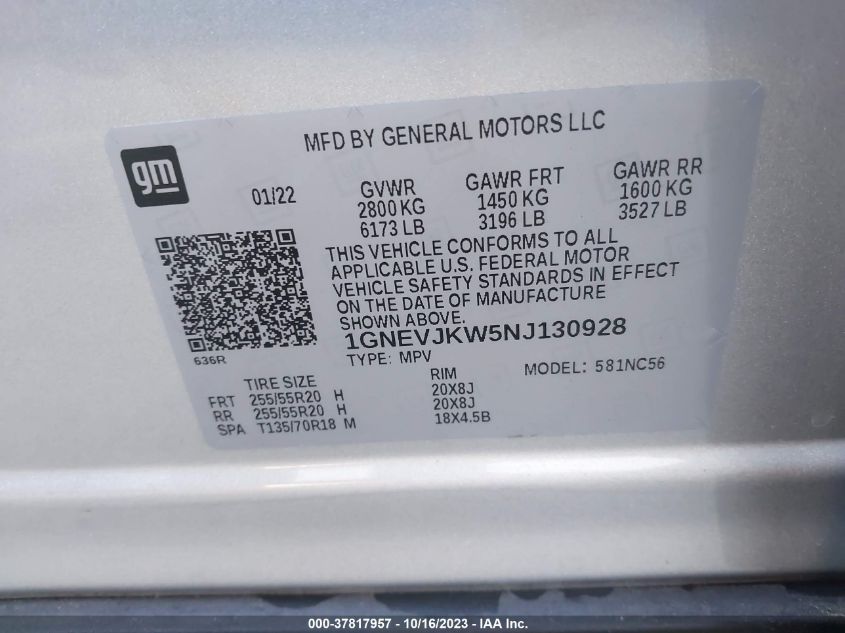 MFD BY GENERAL MOTORS LLC
gm
01/22 GVWR GAWR FRT GAWR RR
2800 KG 1450 KG 1600 KG
6173 LB 3196 LB 3527 LB
THIS VEHICLE CONFORMS TO ALL
APPLICABLE U.S. FEDERAL MOTOR
VEHICLE SAFETY STANDARDS IN EFFECT
ON THE DATE OF MANUFACTURE
SHOWN ABOVE.
1GNEVJKW5NJ130928
636R
TYPE: MPV MODEL: 581NC56
TIRE SIZE RIM
FRT 255/55R20 H 20X8J
RR 255/55R20 H 20X8J
SPA T135/70R18 M 18X4.5B
000-37817957 - 10/16/2023 - IAA Inc.